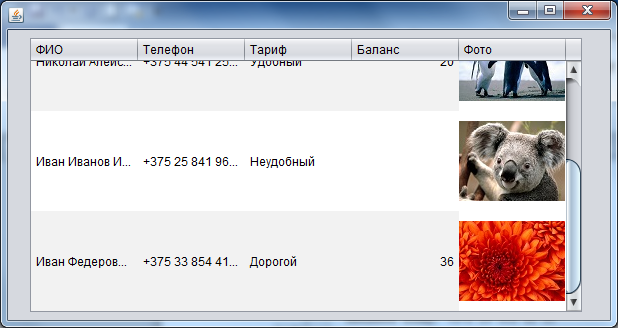 ФИО Телефон Тариф Баланс Фото
Николай Алекс... +375 44 541 25... Удобный 20
Иван Иванов И... +375 25 841 96... Неудобный
Иван Федеров... +375 33 854 41... Дорогой 36